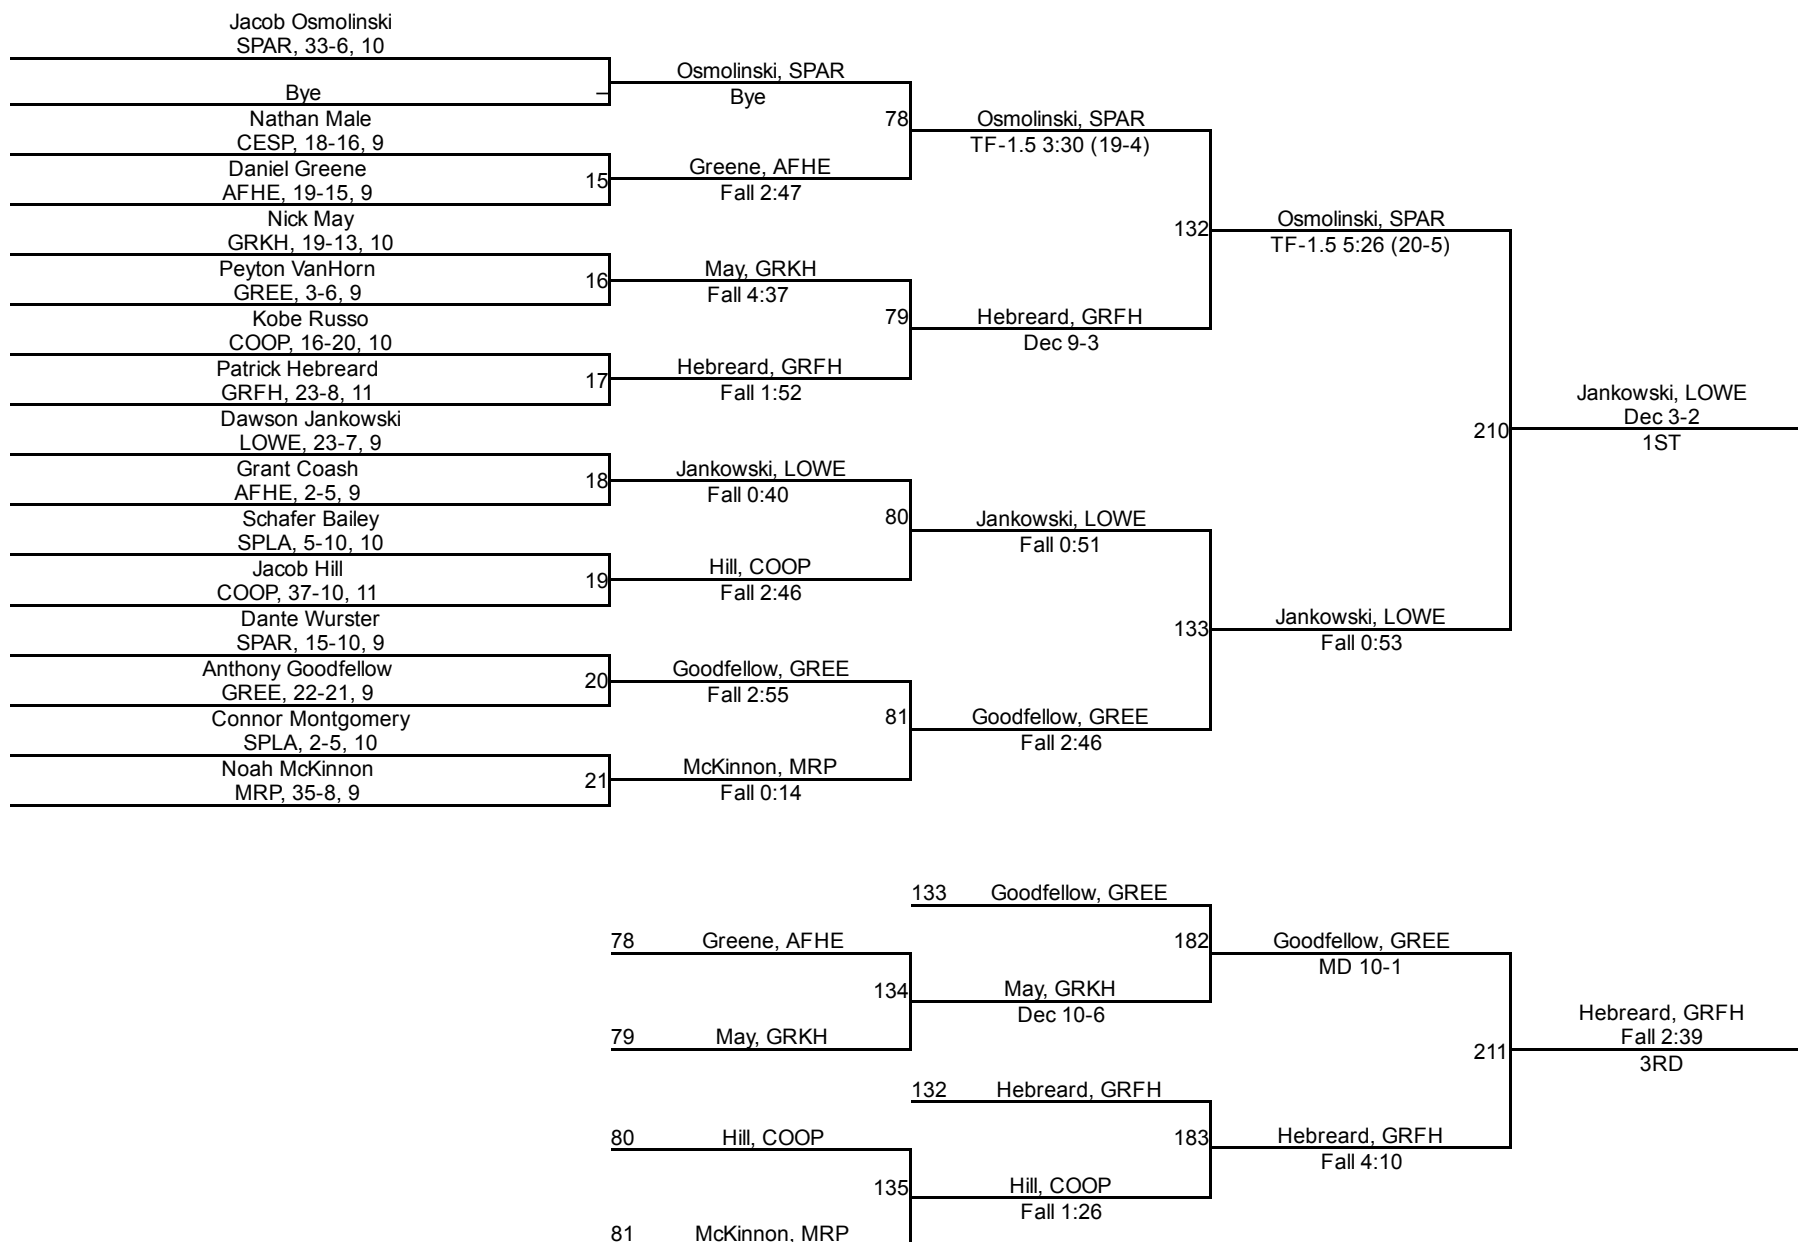 Jacob Osmolinski
SPAR, 33-6, 10
Bye
Nathan Male
CESP, 18-16, 9
Daniel Greene
AFHE, 19-15, 9
Nick May
GRKH, 19-13, 10
Peyton VanHorn
GREE, 3-6, 9
Kobe Russo
COOP, 16-20, 10
Patrick Hebreard
GRFH, 23-8, 11
Dawson Jankowski
LOWE, 23-7, 9
Grant Coash
AFHE, 2-5, 9
Schafer Bailey
SPLA, 5-10, 10
Jacob Hill
COOP, 37-10, 11
Dante Wurster
SPAR, 15-10, 9
Anthony Goodfellow
GREE, 22-21, 9
Connor Montgomery
SPLA, 2-5, 10
Noah McKinnon
MRP, 35-8, 9
–
15
16
17
18
19
20
21
Osmolinski, SPAR
Bye
Greene, AFHE
Fall 2:47
May, GRKH
Fall 4:37
Hebreard, GRFH
Fall 1:52
Jankowski, LOWE
Fall 0:40
Hill, COOP
Fall 2:46
Goodfellow, GREE
Fall 2:55
McKinnon, MRP
Fall 0:14
78
79
80
81
Osmolinski, SPAR
TF-1.5 3:30 (19-4)
Hebreard, GRFH
Dec 9-3
Jankowski, LOWE
Fall 0:51
Goodfellow, GREE
Fall 2:46
132
133
Osmolinski, SPAR
TF-1.5 5:26 (20-5)
Jankowski, LOWE
Fall 0:53
210
Jankowski, LOWE
Dec 3-2
1ST
78 Greene, AFHE
79 May, GRKH
80 Hill, COOP
81 McKinnon, MRP
134
135
133 Goodfellow, GREE
May, GRKH
Dec 10-6
132 Hebreard, GRFH
Hill, COOP
Fall 1:26
182
183
Goodfellow, GREE
MD 10-1
Hebreard, GRFH
Fall 4:10
211
Hebreard, GRFH
Fall 2:39
3RD